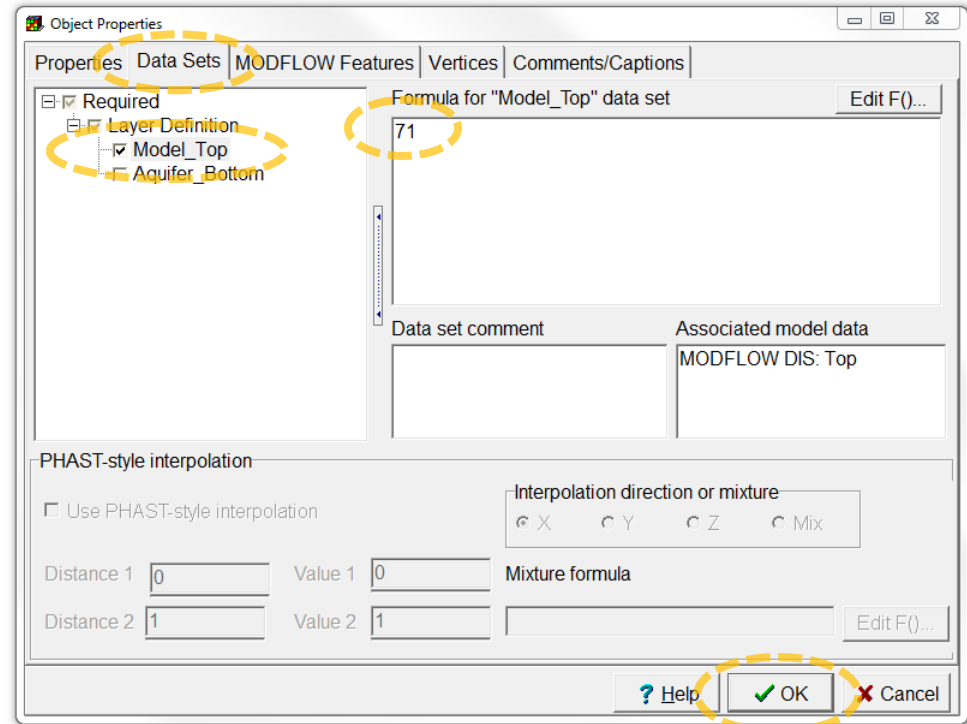 Object Properties
Properties Data Sets MODFLOW Features Vertices Comments/Captions
Required
Layer Definition
Model_Top
Aquifer_Bottom
Formula for "Model_Top" data set
Edit F()...
71
Data set comment
Associated model data
MODFLOW DIS: Top
PHAST-style interpolation
Use PHAST-style interpolation
Interpolation direction or mixture
X Y Z Mix
Distance 1 0 Value 1 0 Mixture formula
Distance 2 1 Value 2 1 Edit F()...
? Help OK Cancel